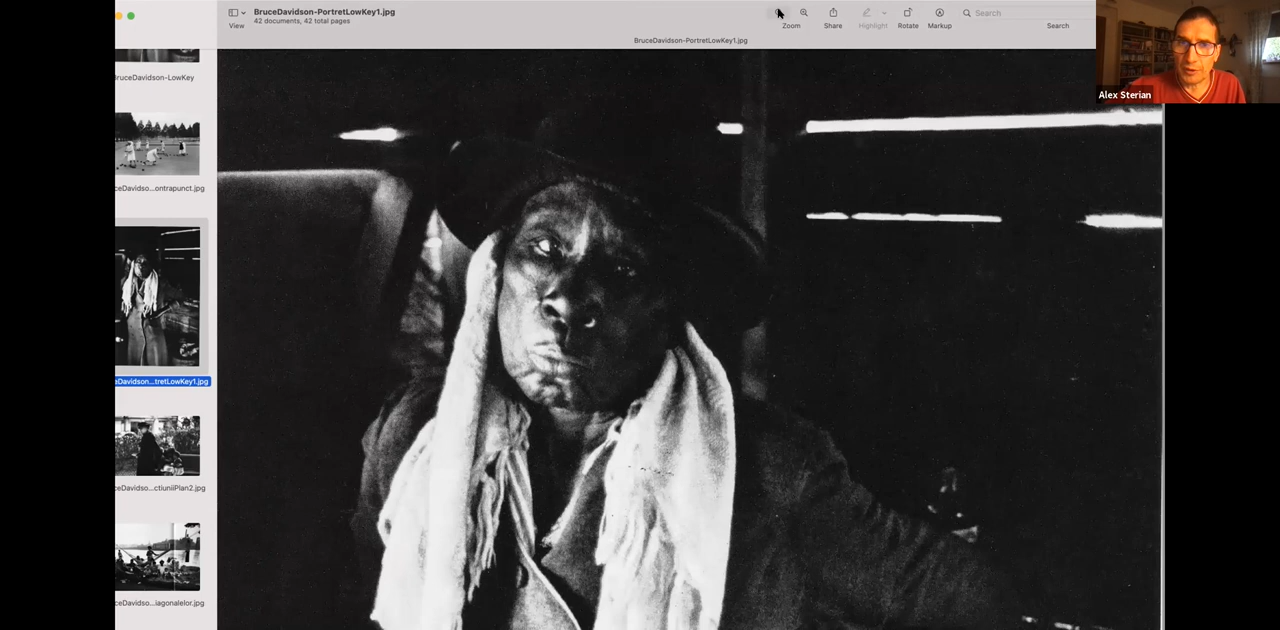 BruceDavidson-PortretLowKey1.jpg
42 documents, 42 total pages
View
Zoom
Share
Highlight
Rotate
Markup
Search
Search
BruceDavidson-PortretLowKey1.jpg
Alex Sterian
BruceDavidson-LowKey
ceDavidso...ontrapunct.jpg
eDavidson...tretLowKey1.jpg
ceDavidso...ctiuniiPlan2.jpg
ceDavidso...iagonalelor.jpg